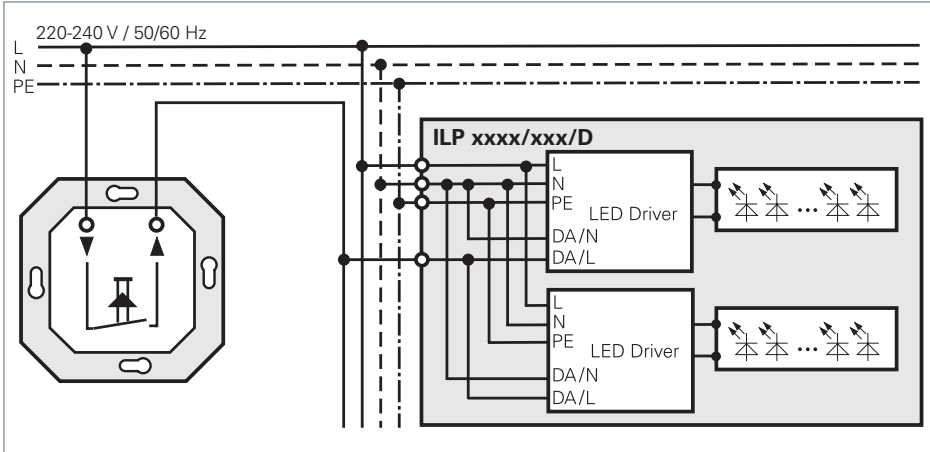 220-240 V / 50/60 Hz
L
N
PE
ILP xxxx/xxx/D
L
N
PE
LED Driver
DA/N
DA/L
L
N
PE
LED Driver
DA/N
DA/L